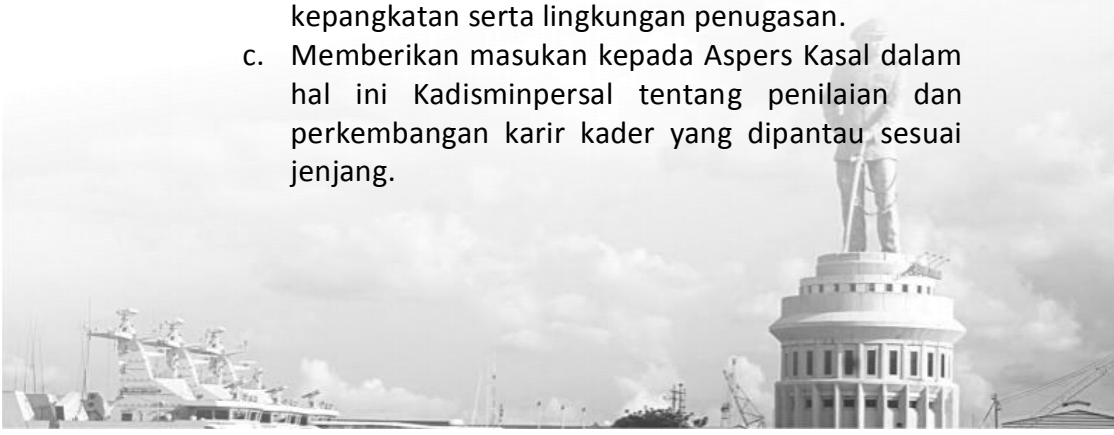 kepangkatan serta lingkungan penugasan.
c. Memberikan masukan kepada Aspers Kasal dalam
hal ini Kadisminpersal tentang penilaian dan
perkembangan karir kader yang dipantau sesuai
jenjang.